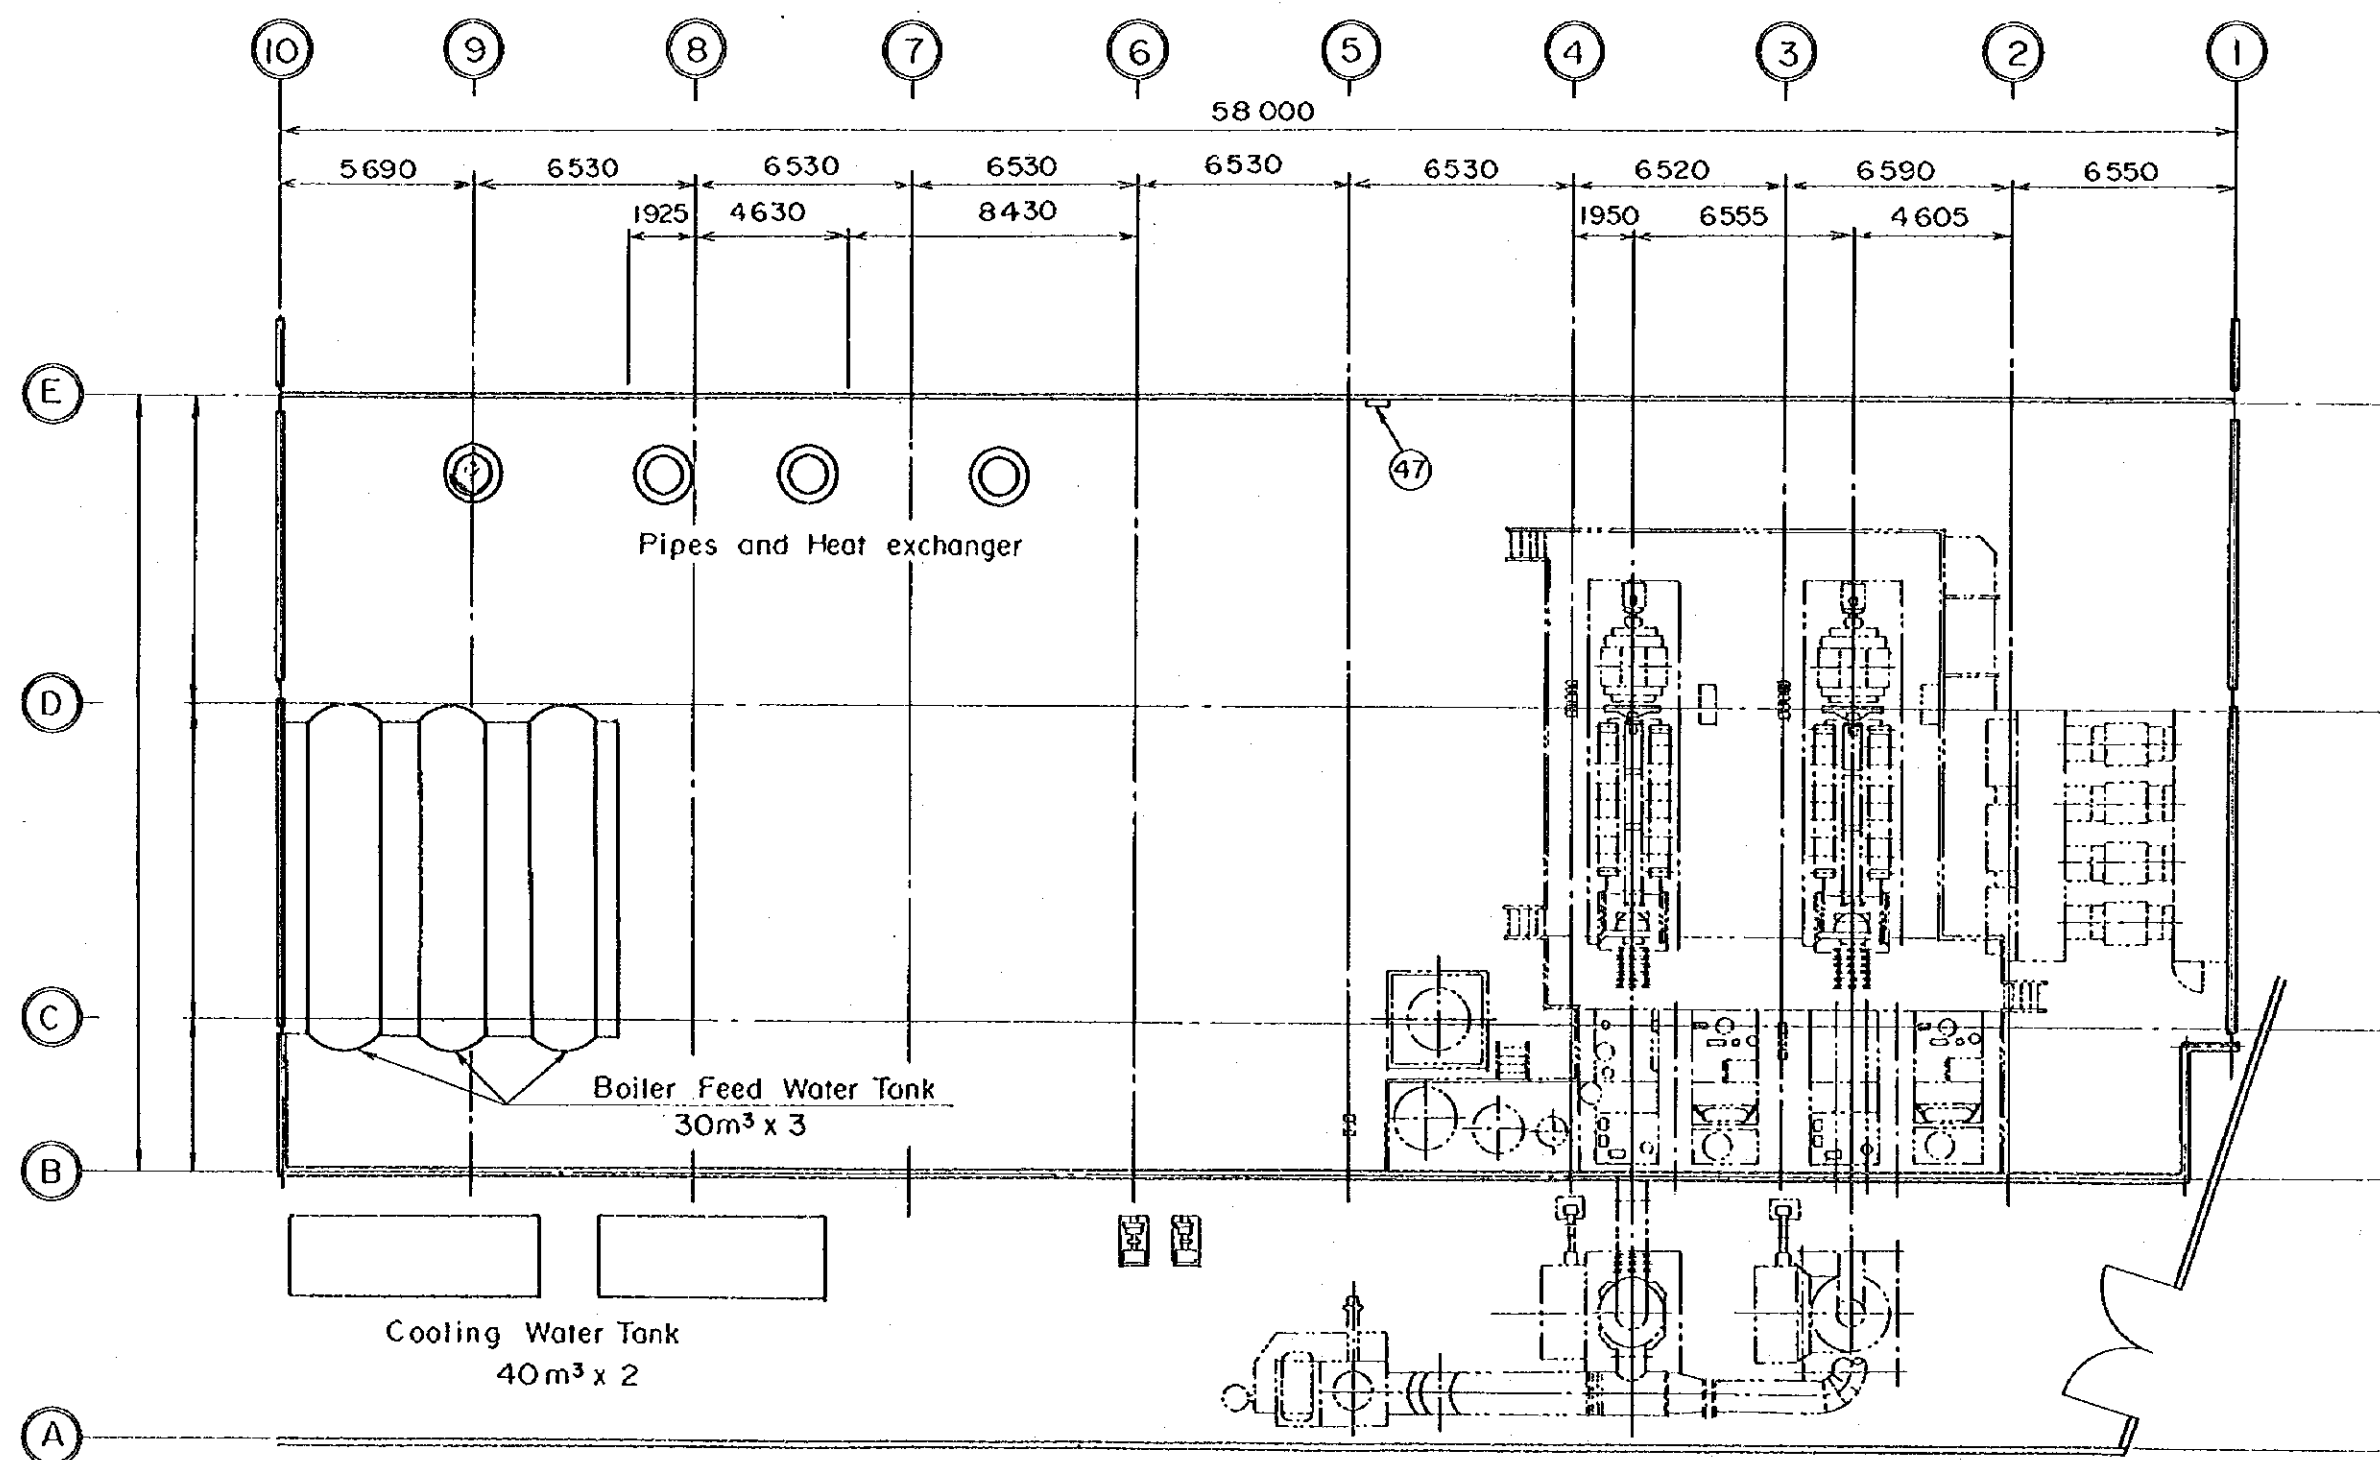 10 9 8 7 6 5 4 3 2 1
58 000
5 690 6530 6530 6530 6530 6530 6520 6590 6550
1925 4630 8430 1950 6555 4605
E
47
Pipes and Heat exchanger
D
C
Boiler Feed Water Tank
30m³ x 3
B
Cooling Water Tank
40m³ x 2
A